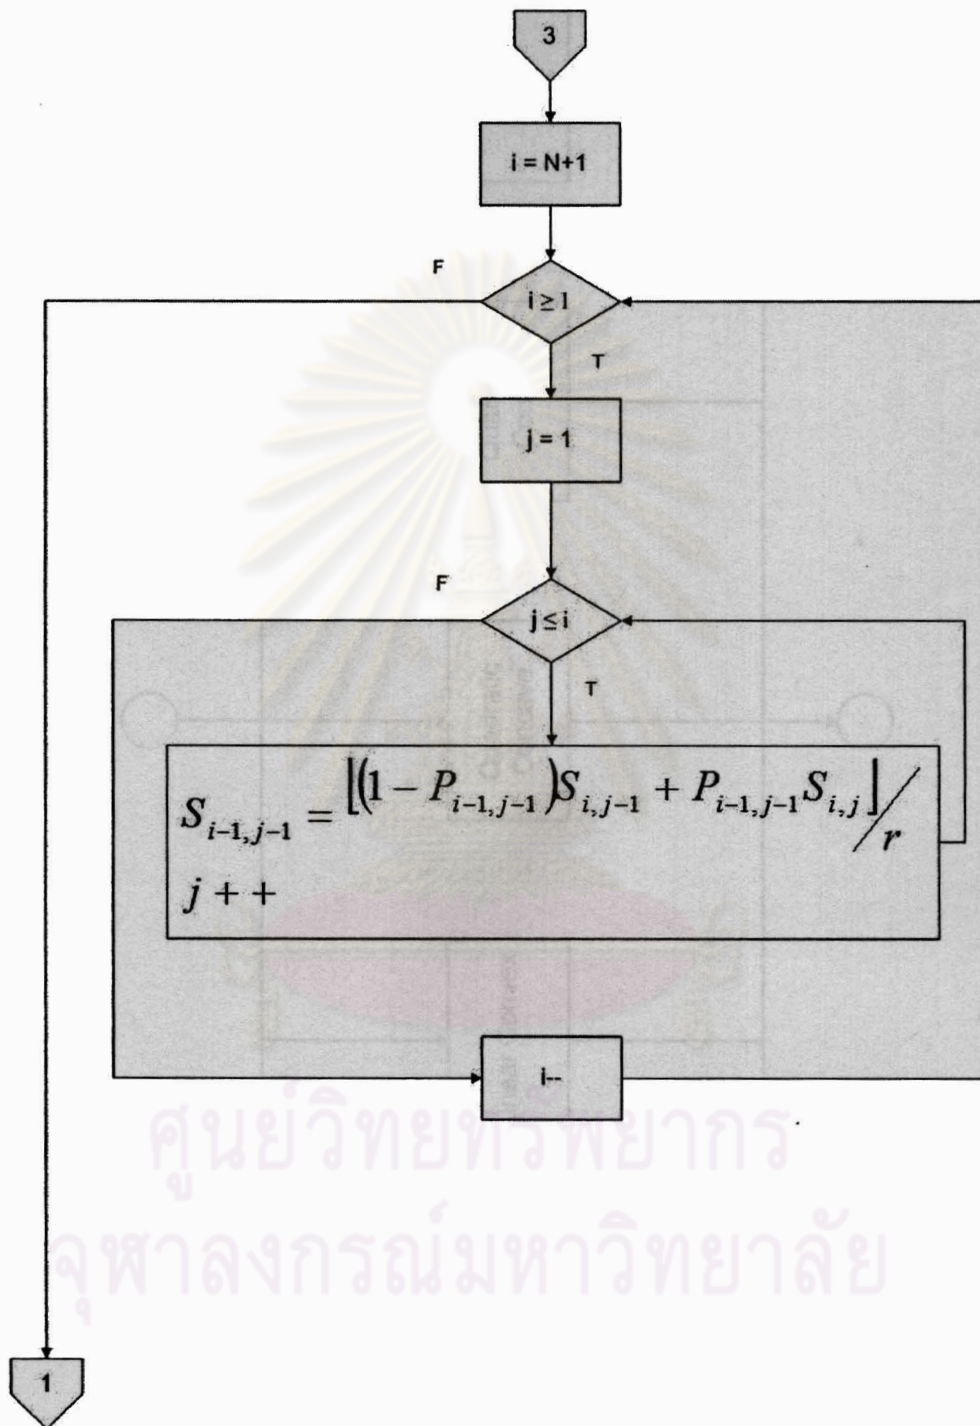 3
i = N+1
F
i ≥ 1
T
j = 1
F
j ≤ i
T
S_{i-1,j-1} = [(1 - P_{i-1,j-1})S_{i,j-1} + P_{i-1,j-1}S_{i,j}]/r
j + +
i--
ศูนย์วิทยทรัพยากร
จุฬาลงกรณ์มหาวิทยาลัย
1